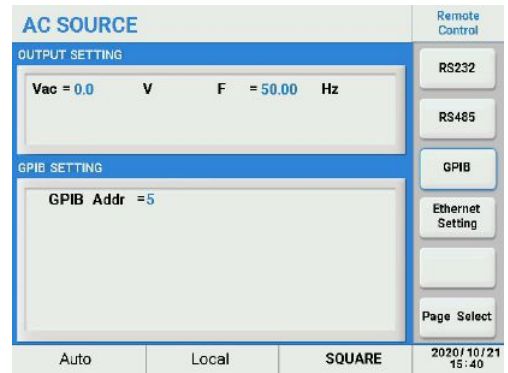 AC SOURCE
Remote
Control
OUTPUT SETTING
Vac = 0.0 V F = 50.00 Hz
GPIB SETTING
GPIB Addr =5
RS232
RS485
GPIB
Ethernet
Setting
Page Select
Auto Local SQUARE
2020/10/21
15:40